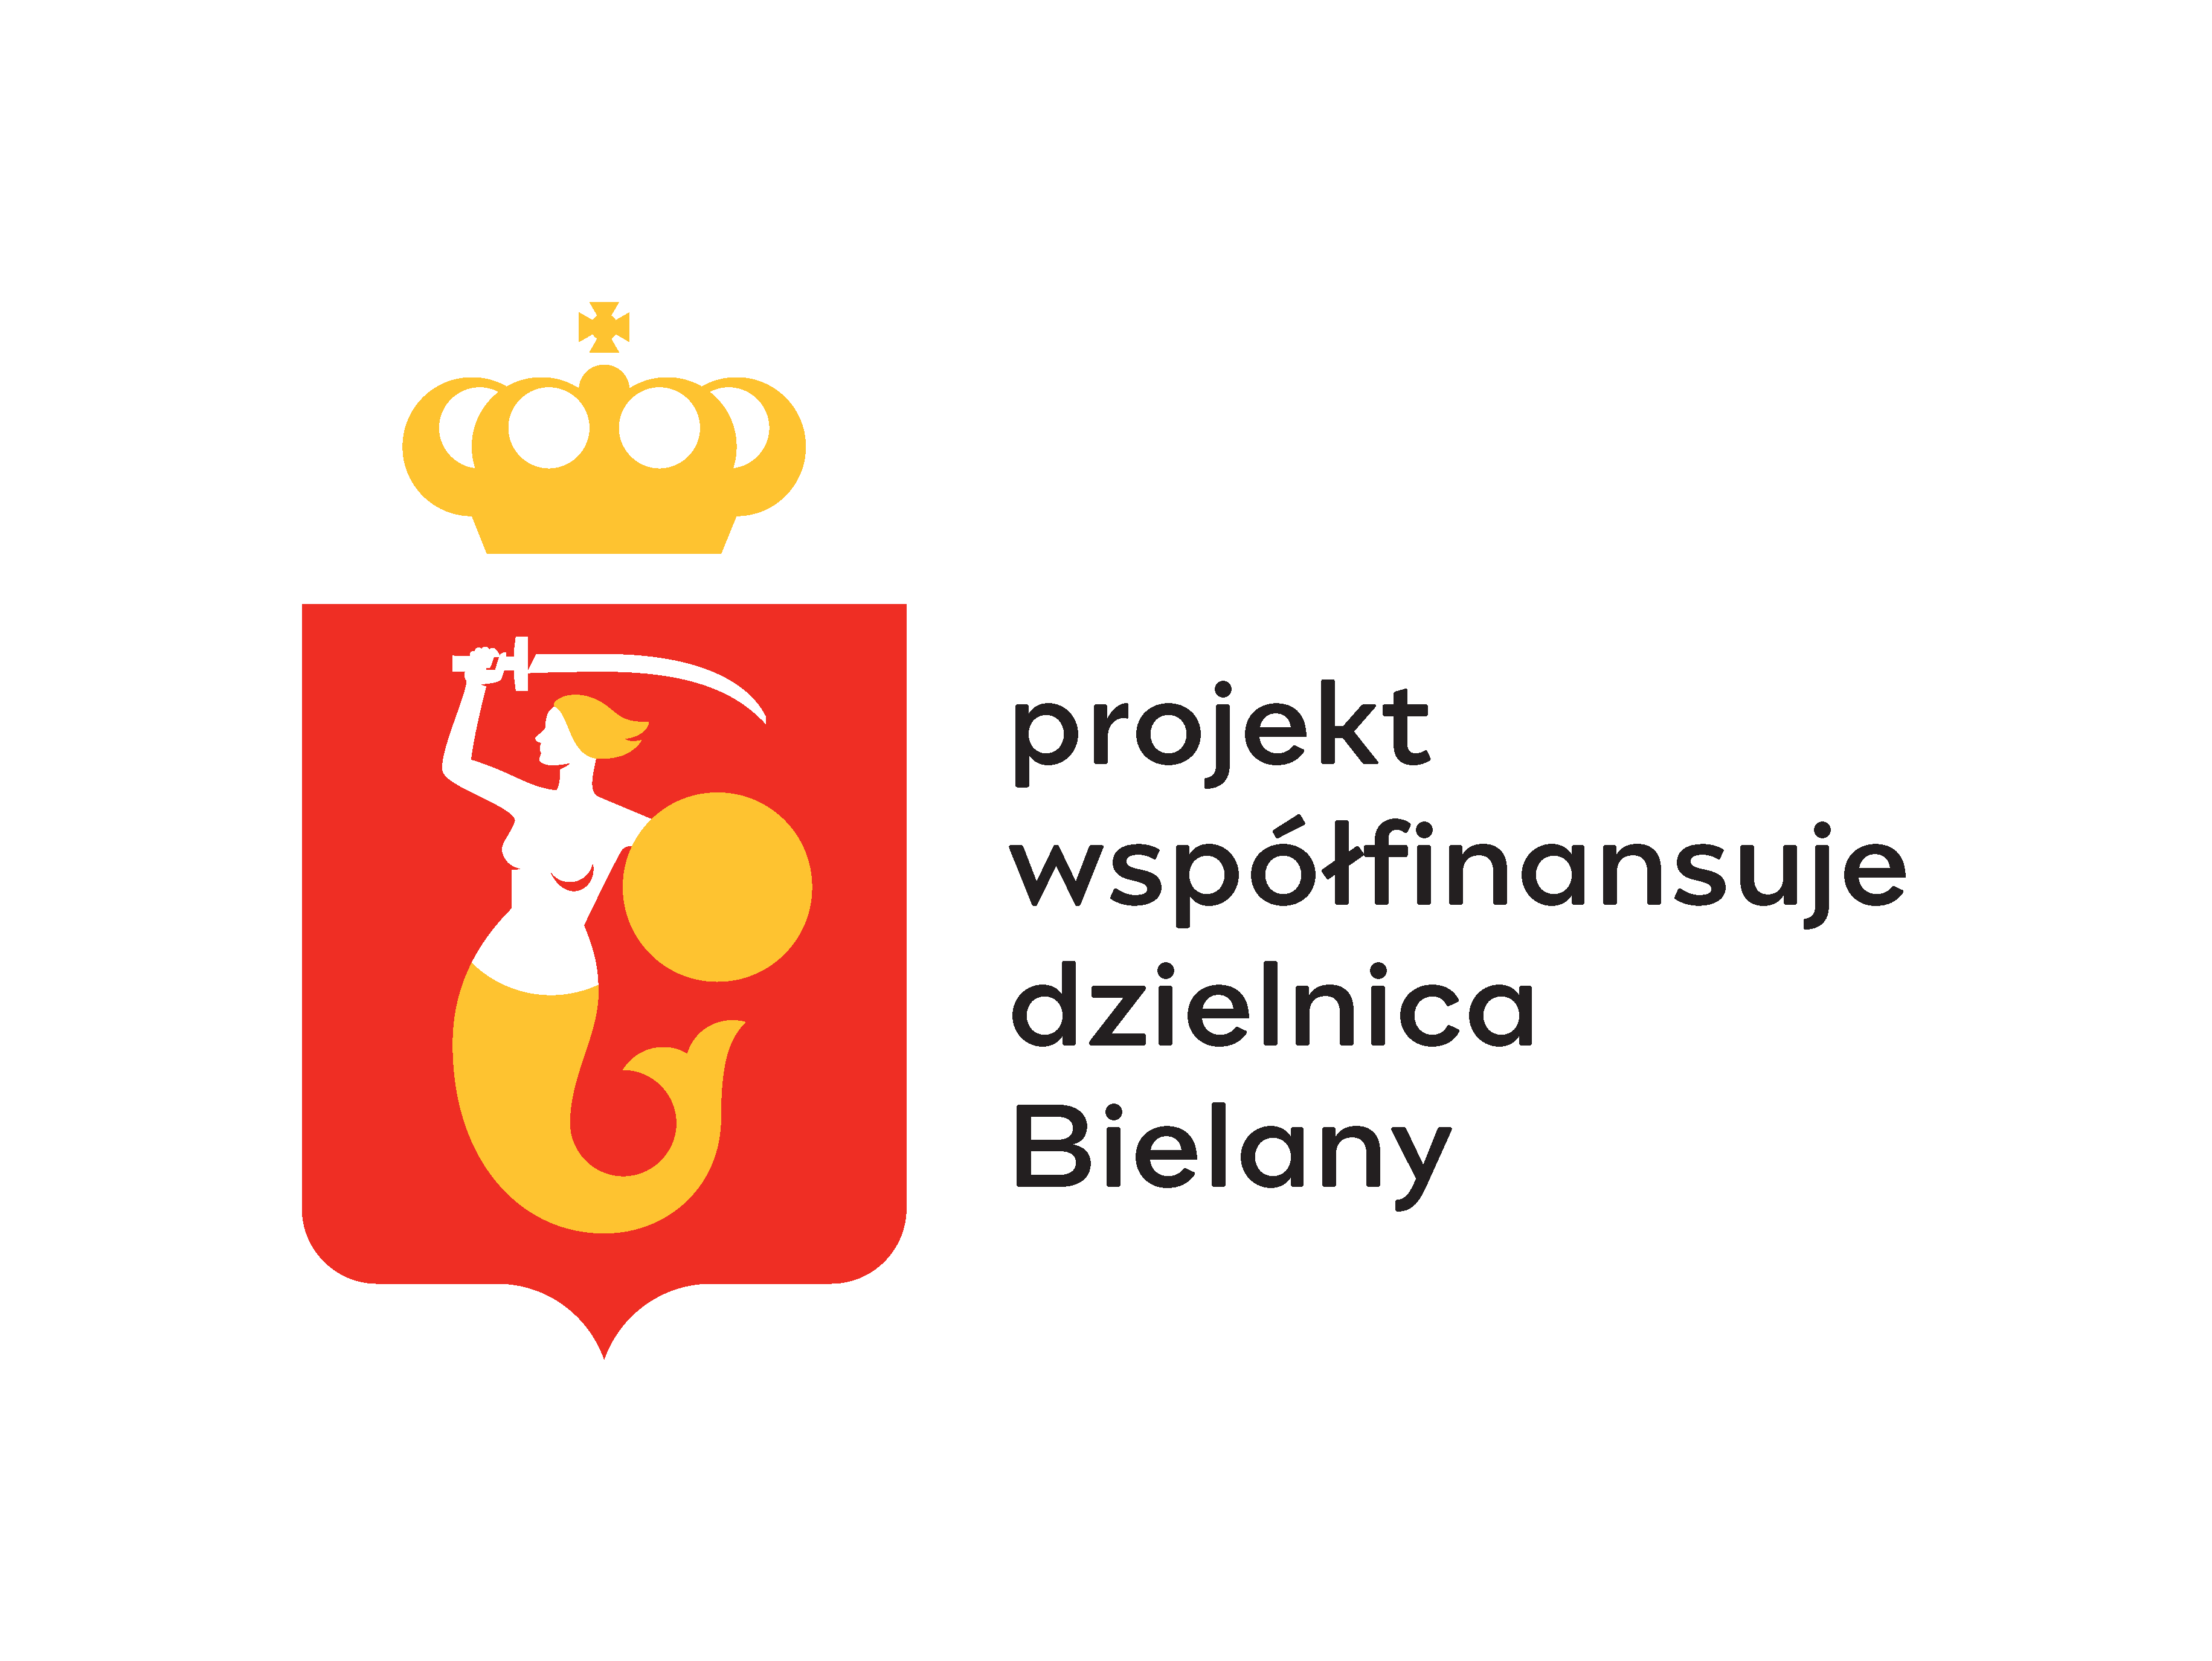 projekt
współfinansuje
dzielnica
Bielany